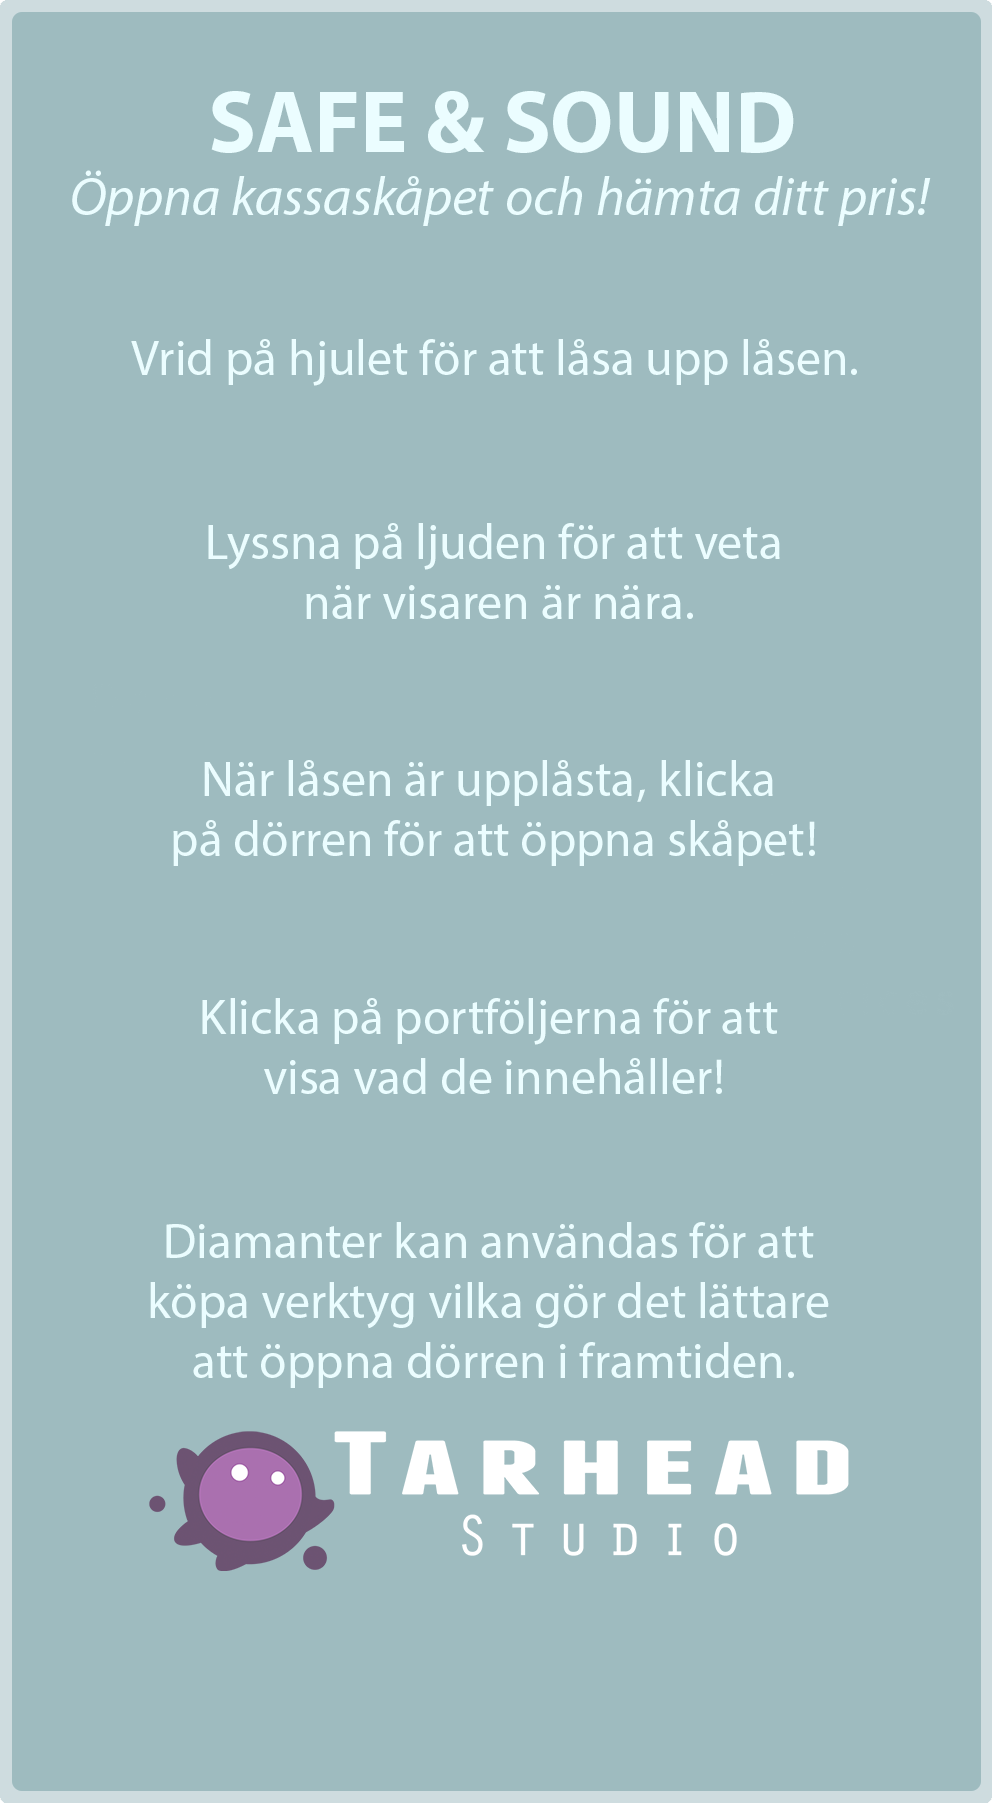 SAFE & SOUND
Öppna kassaskåpet och hämta ditt pris!
Vrid på hjulet för att låsa upp låsen.
Lyssna på ljuden för att veta
när visaren är nära.
När låsen är upplåsta, klicka
på dörren för att öppna skåpet!
Klicka på portföljerna för att
visa vad de innehåller!
Diamanter kan användas för att
köpa verktyg vilka gör det lättare
att öppna dörren i framtiden.
TARHEAD
STUDIO